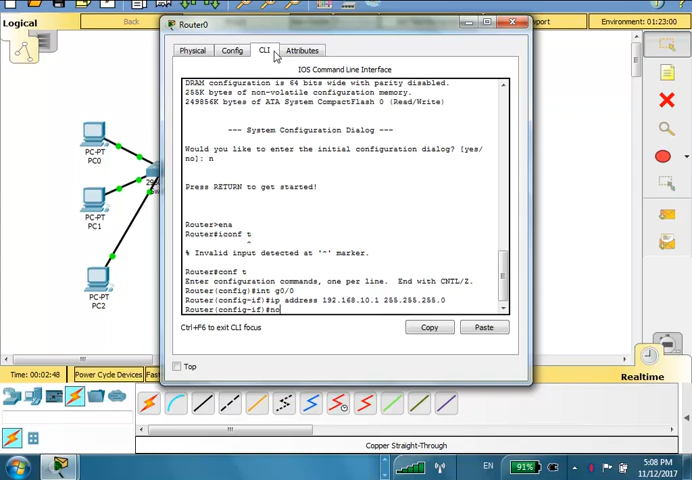 Router0
Logical
Back
port
Environment: 01:23:00
Physical
Config
CLI
Attributes
IOS Command Line Interface
DRAM configuration is 64 bits wide with parity disabled.
255K bytes of non-volatile configuration memory.
249856K bytes of ATA System CompactFlash 0 (Read/Write)
--- System Configuration Dialog ---
Would you like to enter the initial configuration dialog? [yes/
no]: n
Press RETURN to get started!
Router>ena
Router#iconf t
^
% Invalid input detected at '^' marker.
Router#conf t
Enter configuration commands, one per line. End with CNTL/Z.
Router(config)#int g0/0
Router(config-if)#ip address 192.168.10.1 255.255.255.0
Router(config-if)#no
Ctrl+F6 to exit CLI focus
Copy
Paste
Top
PC-PT
PC0
PC-PT
PC1
PC-PT
PC2
Time: 00:02:48
Power Cycle Devices
Fas
Realtime
Copper Straight-Through
EN
91%
5:08 PM
11/12/2017